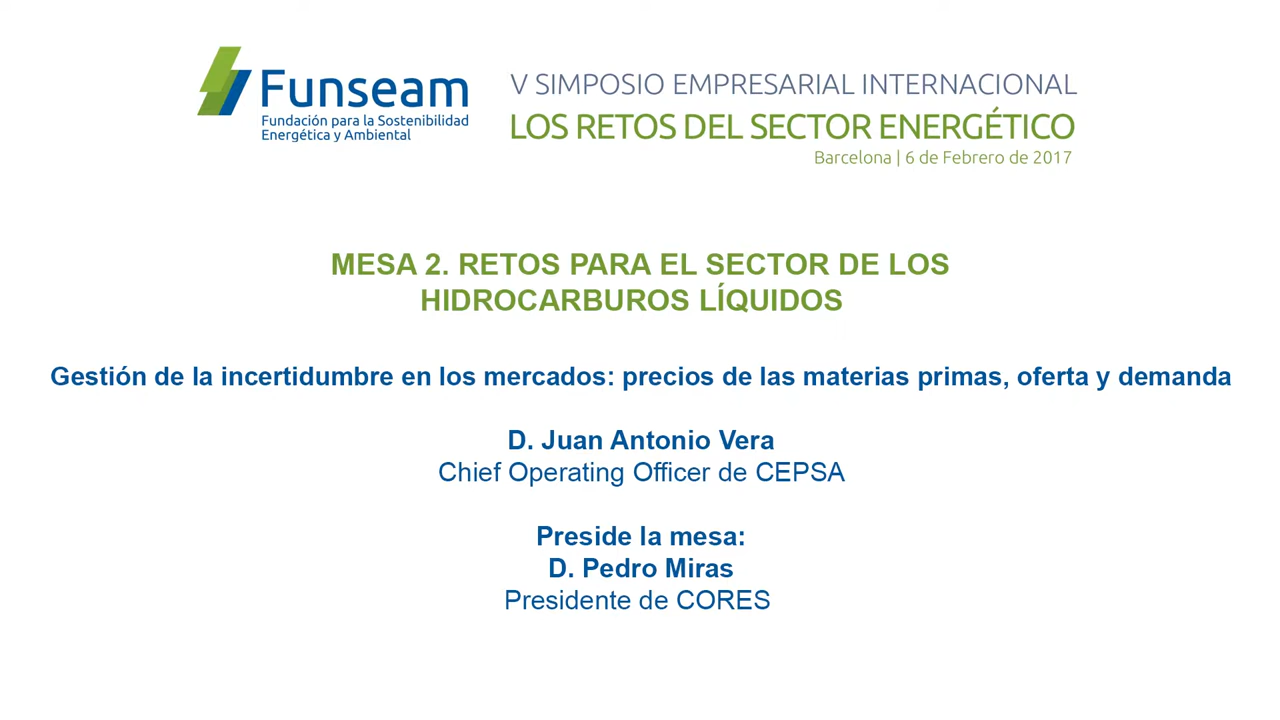 Funseam
Fundación para la Sostenibilidad
Energética y Ambiental
V SIMPOSIO EMPRESARIAL INTERNACIONAL
LOS RETOS DEL SECTOR ENERGÉTICO
Barcelona | 6 de Febrero de 2017
MESA 2. RETOS PARA EL SECTOR DE LOS
HIDROCARBUROS LÍQUIDOS
Gestión de la incertidumbre en los mercados: precios de las materias primas, oferta y demanda
D. Juan Antonio Vera
Chief Operating Officer de CEPSA
Preside la mesa:
D. Pedro Miras
Presidente de CORES